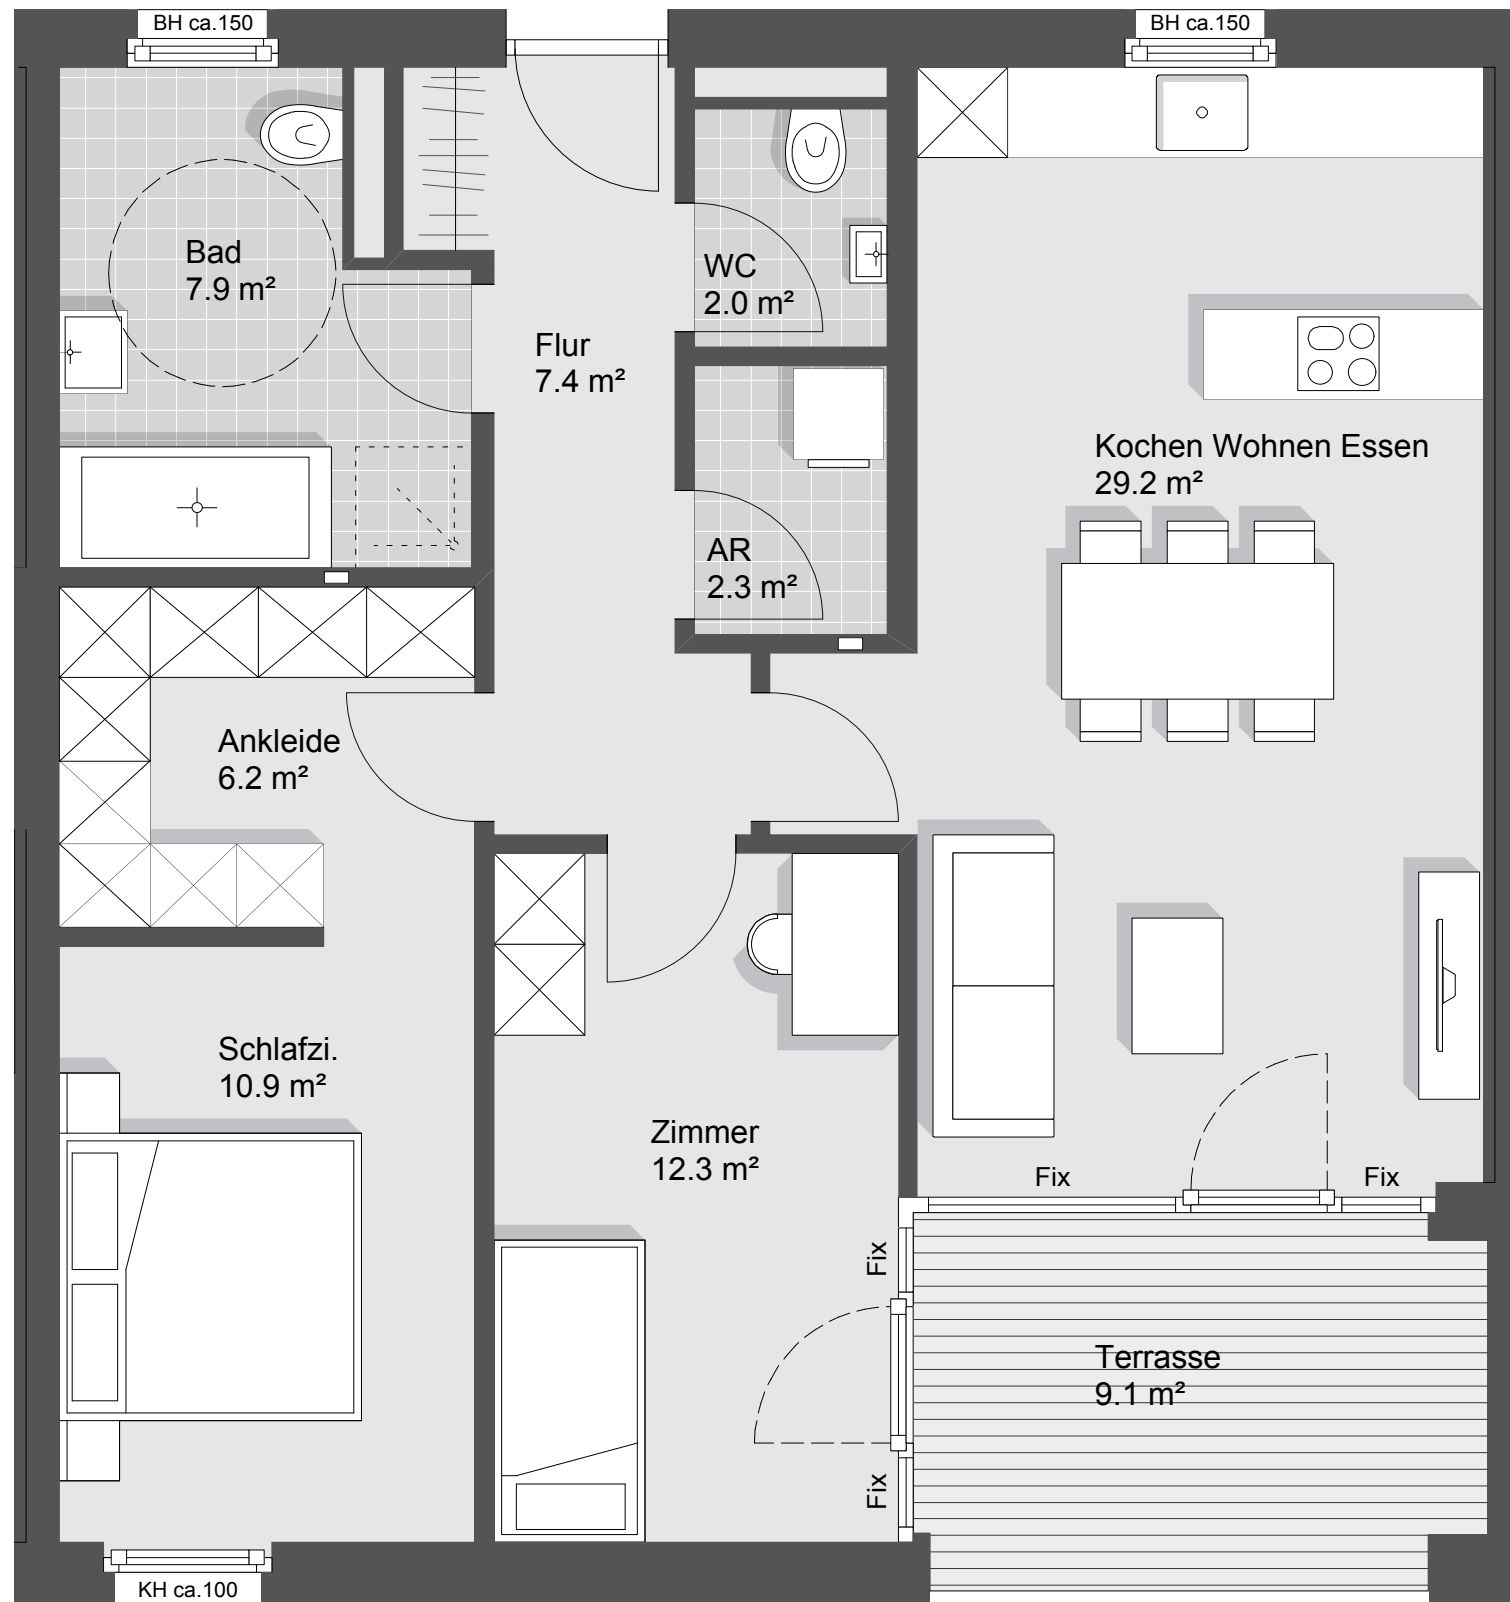 BH ca.150
BH ca.150
Bad
7.9 m²
WC
2.0 m²
Flur
7.4 m²
Kochen Wohnen Essen
29.2 m²
AR
2.3 m²
Ankleide
6.2 m²
Schlafzi.
10.9 m²
Zimmer
12.3 m²
Fix
Fix
Fix
Terrasse
9.1 m²
Fix
KH ca.100